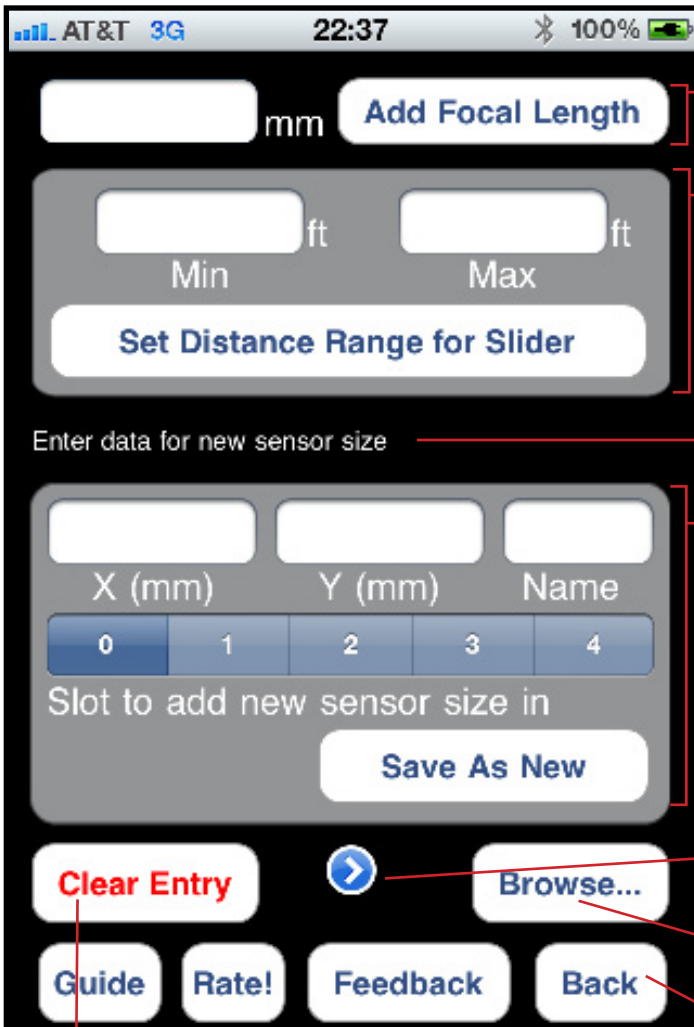 AT&T 3G 22:37 100%
mm Add Focal Length
ft ft
Min Max
Set Distance Range for Slider
Enter data for new sensor size
X (mm) Y (mm) Name
0 1 2 3 4
Slot to add new sensor size in
Save As New
Clear Entry Browse...
Guide Rate! Feedback Back